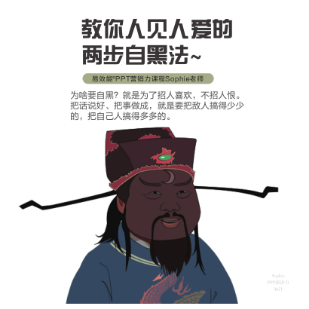 教你人见人爱的
两步自黑法~
易效能®PPT营销力课程Sophie老师
为啥要自黑？就是为了招人喜欢，不招人恨。
把话说好、把事做成，就是要把敌人搞得少少
的，把自己人搞得多多的。